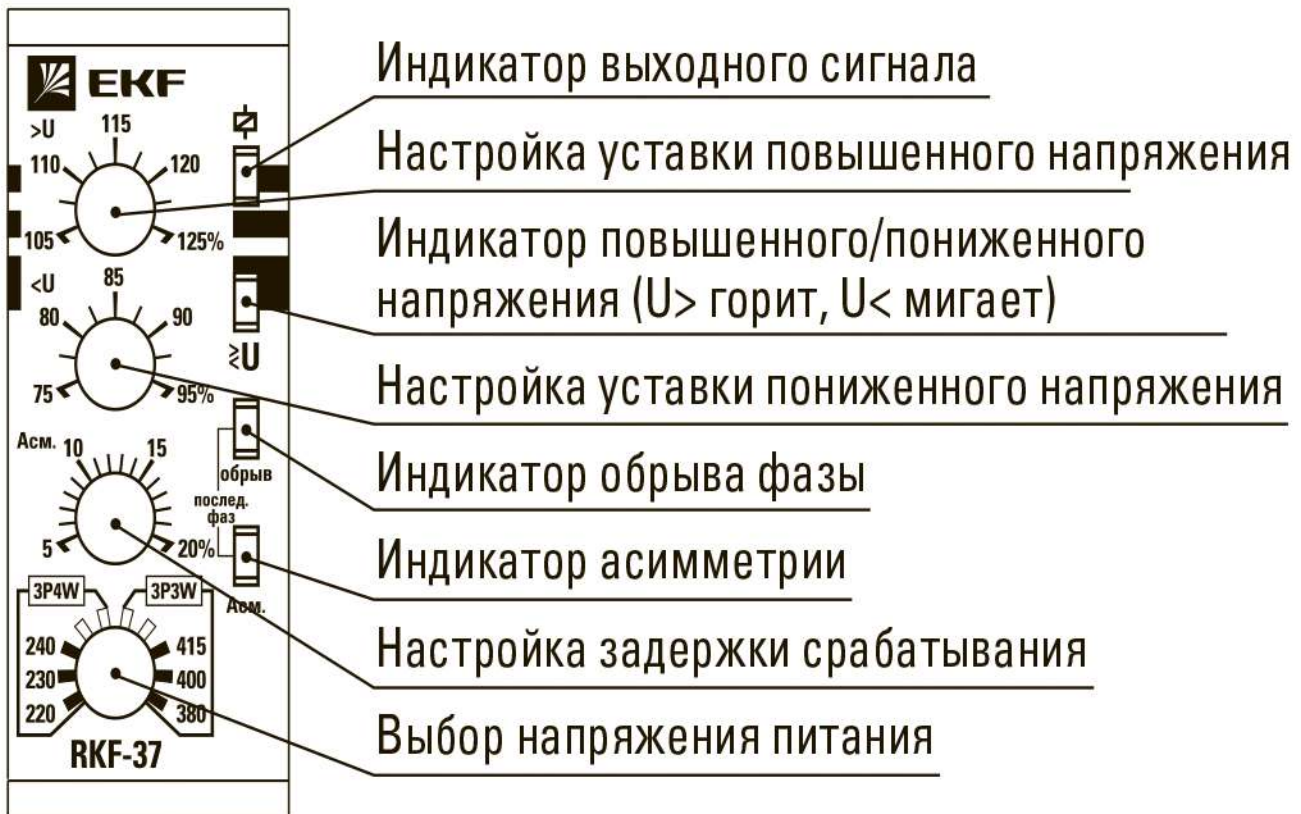 EKF
>U
115
110
120
105
125%
<U
85
80
90
75
95%
≷U
Асм.
10
15
5
20%
обрыв
послед.
фаз
Асм.
3P4W
3P3W
240
415
230
400
220
380
RKF-37
Индикатор выходного сигнала
Настройка уставки повышенного напряжения
Индикатор повышенного/пониженного
напряжения (U> горит, U< мигает)
Настройка уставки пониженного напряжения
Индикатор обрыва фазы
Индикатор асимметрии
Настройка задержки срабатывания
Выбор напряжения питания